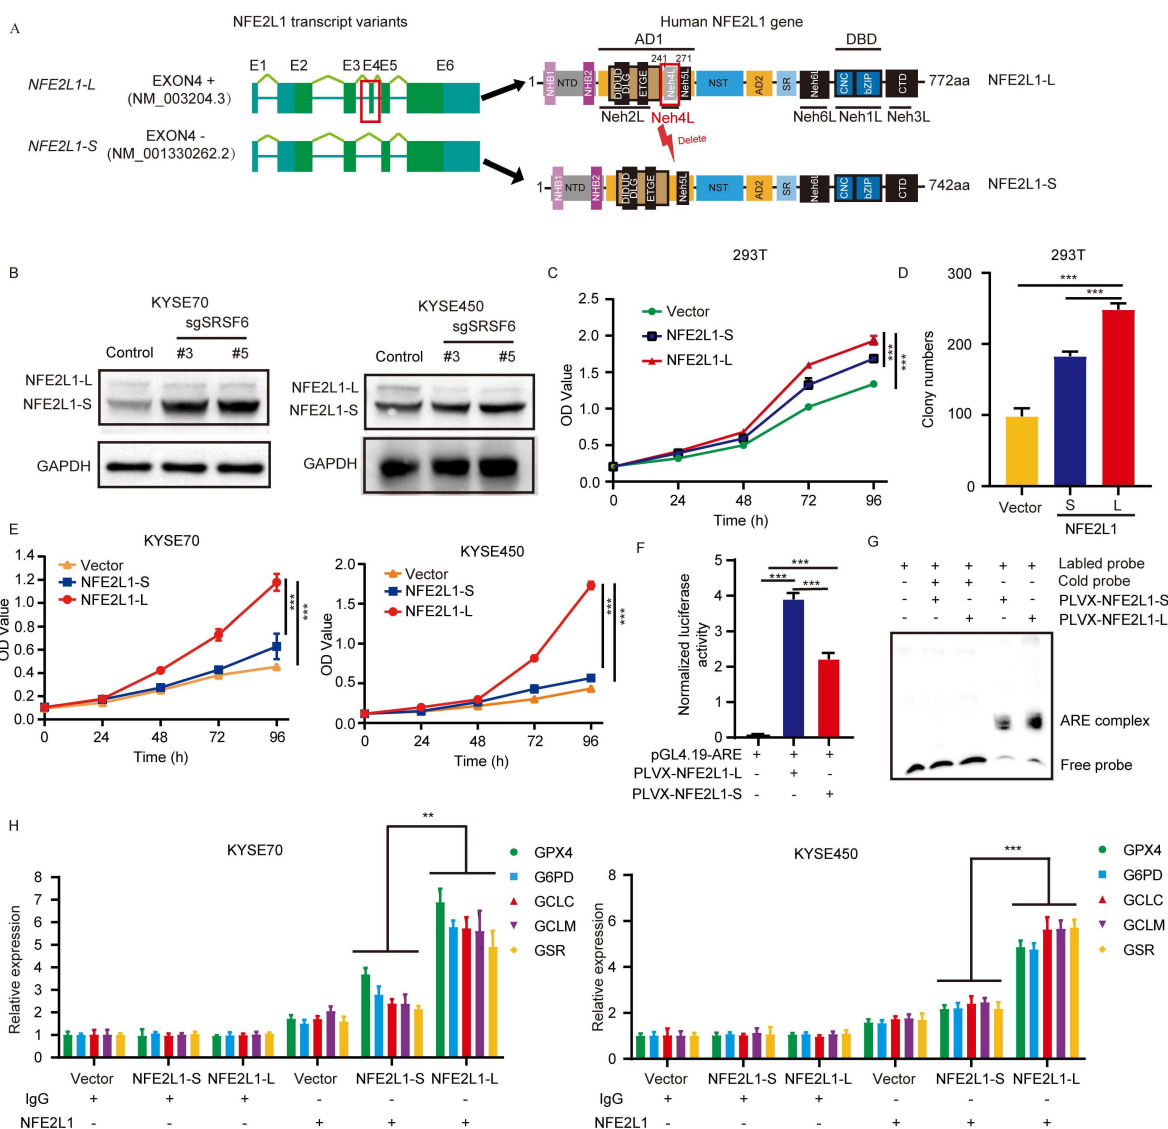 A
NFE2L1 transcript variants
Human NFE2L1 gene
NFE2L1-L
EXON4 +
(NM_003204.3)
E1 E2 E3 E4 E5 E6
NFE2L1-S
EXON4 -
(NM_001330262.2)
AD1
DBD
241 271
1 NHB1 NTD NHB2 DIDUD DLG ETGE Neh4L Neh5L NST AD2 SR Neh6L CNC bZIP CTD 772aa NFE2L1-L
Neh2L Neh4L Neh6L Neh1L Neh3L
Delete
1 NHB1 NTD NHB2 DIDUD DLG ETGE Neh5L NST AD2 SR Neh6L CNC bZIP CTD 742aa NFE2L1-S
B
KYSE70
sgSRSF6
Control #3 #5
NFE2L1-L
NFE2L1-S
GAPDH
KYSE450
sgSRSF6
Control #3 #5
NFE2L1-L
NFE2L1-S
GAPDH
C
293T
Vector
NFE2L1-S
NFE2L1-L
*** ***
OD Value
2.5
2.0
1.5
1.0
0.5
0.0
0 24 48 72 96
Time (h)
D
293T
***
***
Clony numbers
300
200
100
0
Vector S L
NFE2L1
E
KYSE70
Vector
NFE2L1-S
NFE2L1-L
*** ***
OD Value
1.4
1.2
1.0
0.8
0.6
0.4
0.2
0.0
0 24 48 72 96
Time (h)
KYSE450
Vector
NFE2L1-S
NFE2L1-L
*** ***
OD Value
2.0
1.5
1.0
0.5
0.0
0 24 48 72 96
Time (h)
F
***
*** ***
Normalized luciferase
activity
5
4
3
2
1
0
pGL4.19-ARE + + +
PLVX-NFE2L1-L - + -
PLVX-NFE2L1-S - - +
G
+ + + + + Labled probe
- + + - - Cold probe
- + - + - PLVX-NFE2L1-S
- - + - + PLVX-NFE2L1-L
ARE complex
Free probe
H
KYSE70
**
GPX4
G6PD
GCLC
GCLM
GSR
Relative expression
8
7
6
5
4
3
2
1
0
Vector NFE2L1-S NFE2L1-L Vector NFE2L1-S NFE2L1-L
IgG + + + - - -
NFE2L1 - - - + + +
KYSE450
***
GPX4
G6PD
GCLC
GCLM
GSR
Relative expression
8
6
4
2
0
Vector NFE2L1-S NFE2L1-L Vector NFE2L1-S NFE2L1-L
IgG + + + - - -
NFE2L1 - - - + + +